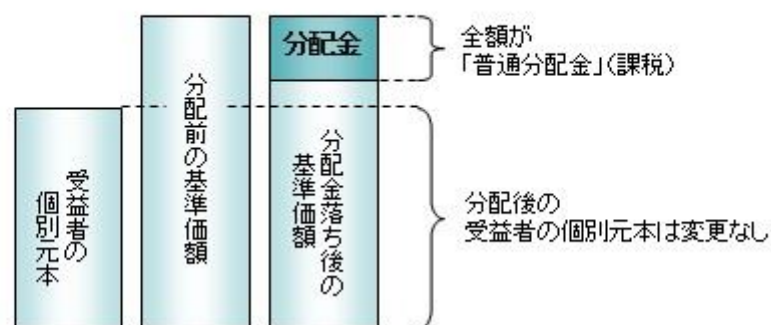 受益者の
個別元本
分配前の基準価額
分配金
分配金落ち後の
基準価額
全額が
「普通分配金」(課税)
分配後の
受益者の個別元本は変更なし